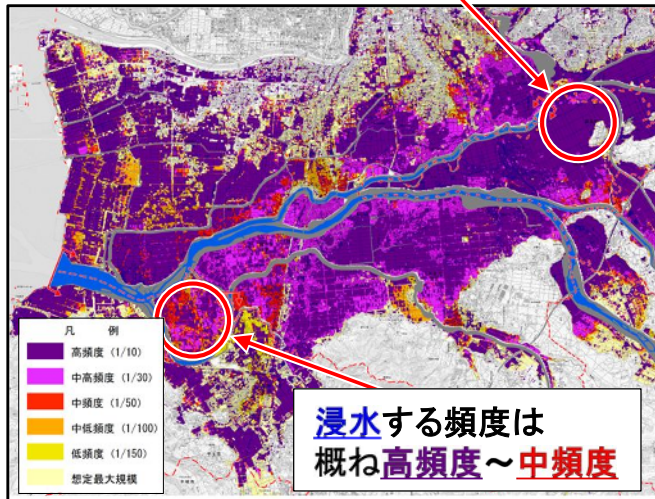 凡 例
高頻度 (1/10)
中高頻度 (1/30)
中頻度 (1/50)
中低頻度 (1/100)
低頻度 (1/150)
想定最大規模
浸水する頻度は
概ね高頻度～中頻度